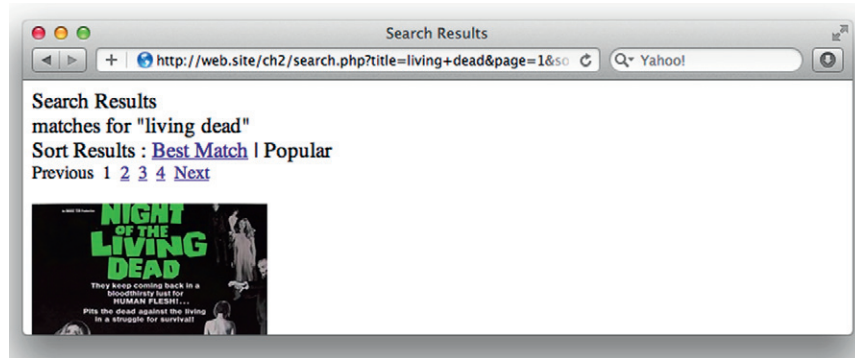 Search Results
http://web.site/ch2/search.php?title=living+dead&page=1&so
Yahoo!
Search Results
matches for "living dead"
Sort Results : Best Match | Popular
Previous 1 2 3 4 Next
NIGHT
OF THE
LIVING
DEAD
They keep coming back in a
bloodthirsty lust for
HUMAN FLESH!...
Pits the dead against the living
in a struggle for survival!